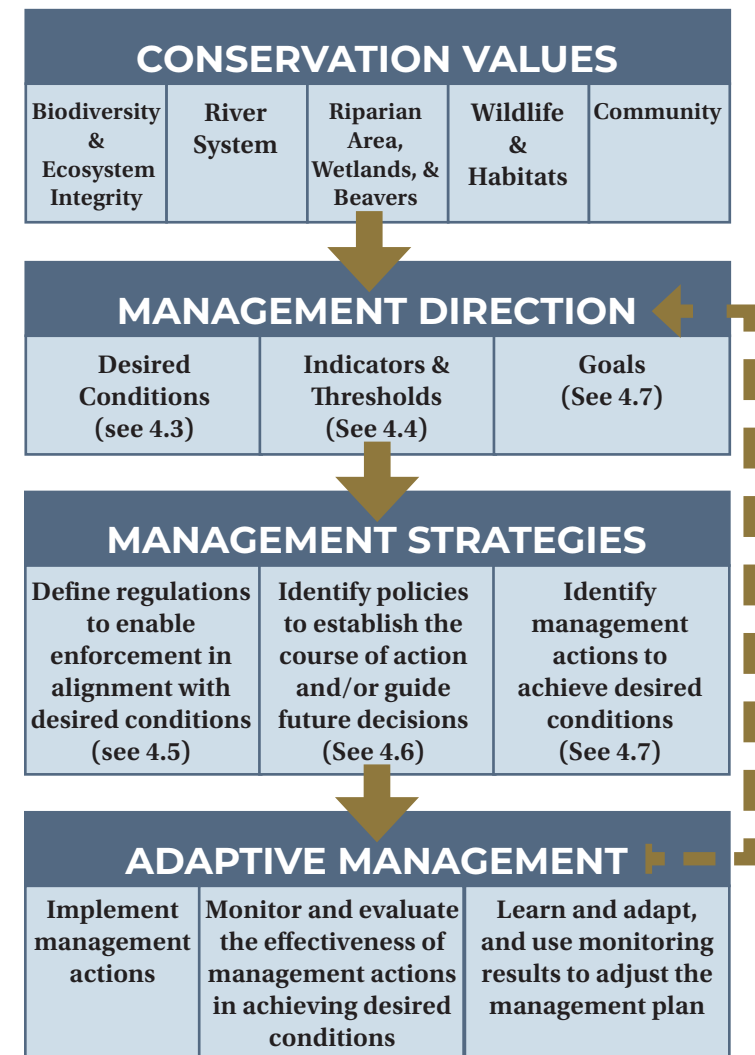 CONSERVATION VALUES
Biodiversity
&
Ecosystem
Integrity
River
System
Riparian
Area,
Wetlands, &
Beavers
Wildlife
&
Habitats
Community
MANAGEMENT DIRECTION
Desired
Conditions
(see 4.3)
Indicators &
Thresholds
(See 4.4)
Goals
(See 4.7)
MANAGEMENT STRATEGIES
Define regulations
to enable
enforcement in
alignment with
desired conditions
(see 4.5)
Identify policies
to establish the
course of action
and/or guide
future decisions
(See 4.6)
Identify
management
actions to
achieve desired
conditions
(See 4.7)
ADAPTIVE MANAGEMENT
Implement
management
actions
Monitor and evaluate
the effectiveness of
management actions
in achieving desired
conditions
Learn and adapt,
and use monitoring
results to adjust the
management plan